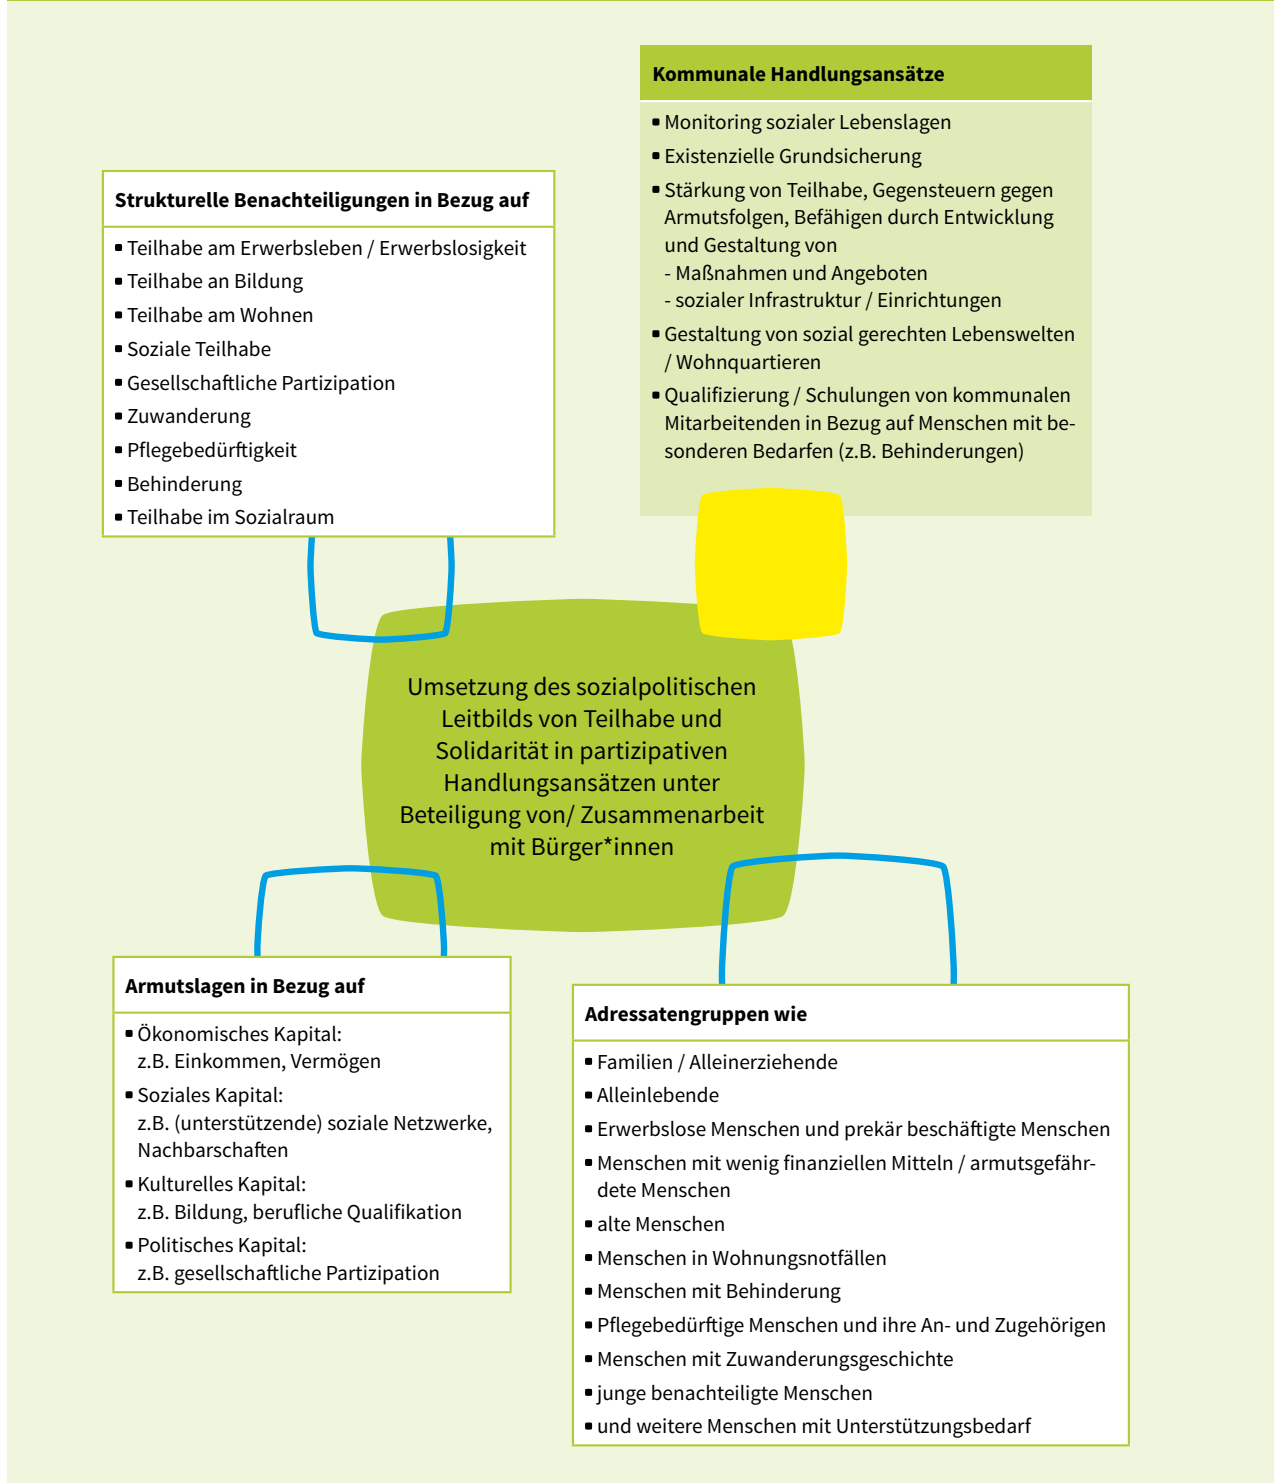 Kommunale Handlungsansätze
▪ Monitoring sozialer Lebenslagen
▪ Existenzielle Grundsicherung
▪ Stärkung von Teilhabe, Gegensteuern gegen
Armutsfolgen, Befähigen durch Entwicklung
und Gestaltung von
- Maßnahmen und Angeboten
- sozialer Infrastruktur / Einrichtungen
▪ Gestaltung von sozial gerechten Lebenswelten
/ Wohnquartieren
▪ Qualifizierung / Schulungen von kommunalen
Mitarbeitenden in Bezug auf Menschen mit be-
sonderen Bedarfen (z.B. Behinderungen)
Strukturelle Benachteiligungen in Bezug auf
▪ Teilhabe am Erwerbsleben / Erwerbslosigkeit
▪ Teilhabe an Bildung
▪ Teilhabe am Wohnen
▪ Soziale Teilhabe
▪ Gesellschaftliche Partizipation
▪ Zuwanderung
▪ Pflegebedürftigkeit
▪ Behinderung
▪ Teilhabe im Sozialraum
Umsetzung des sozialpolitischen
Leitbilds von Teilhabe und
Solidarität in partizipativen
Handlungsansätzen unter
Beteiligung von/ Zusammenarbeit
mit Bürger*innen
Armutslagen in Bezug auf
▪ Ökonomisches Kapital:
z.B. Einkommen, Vermögen
▪ Soziales Kapital:
z.B. (unterstützende) soziale Netzwerke,
Nachbarschaften
▪ Kulturelles Kapital:
z.B. Bildung, berufliche Qualifikation
▪ Politisches Kapital:
z.B. gesellschaftliche Partizipation
Adressatengruppen wie
▪ Familien / Alleinerziehende
▪ Alleinlebende
▪ Erwerbslose Menschen und prekär beschäftigte Menschen
▪ Menschen mit wenig finanziellen Mitteln / armutsgefähr-
dete Menschen
▪ alte Menschen
▪ Menschen in Wohnungsnotfällen
▪ Menschen mit Behinderung
▪ Pflegebedürftige Menschen und ihre An- und Zugehörigen
▪ Menschen mit Zuwanderungsgeschichte
▪ junge benachteiligte Menschen
▪ und weitere Menschen mit Unterstützungsbedarf